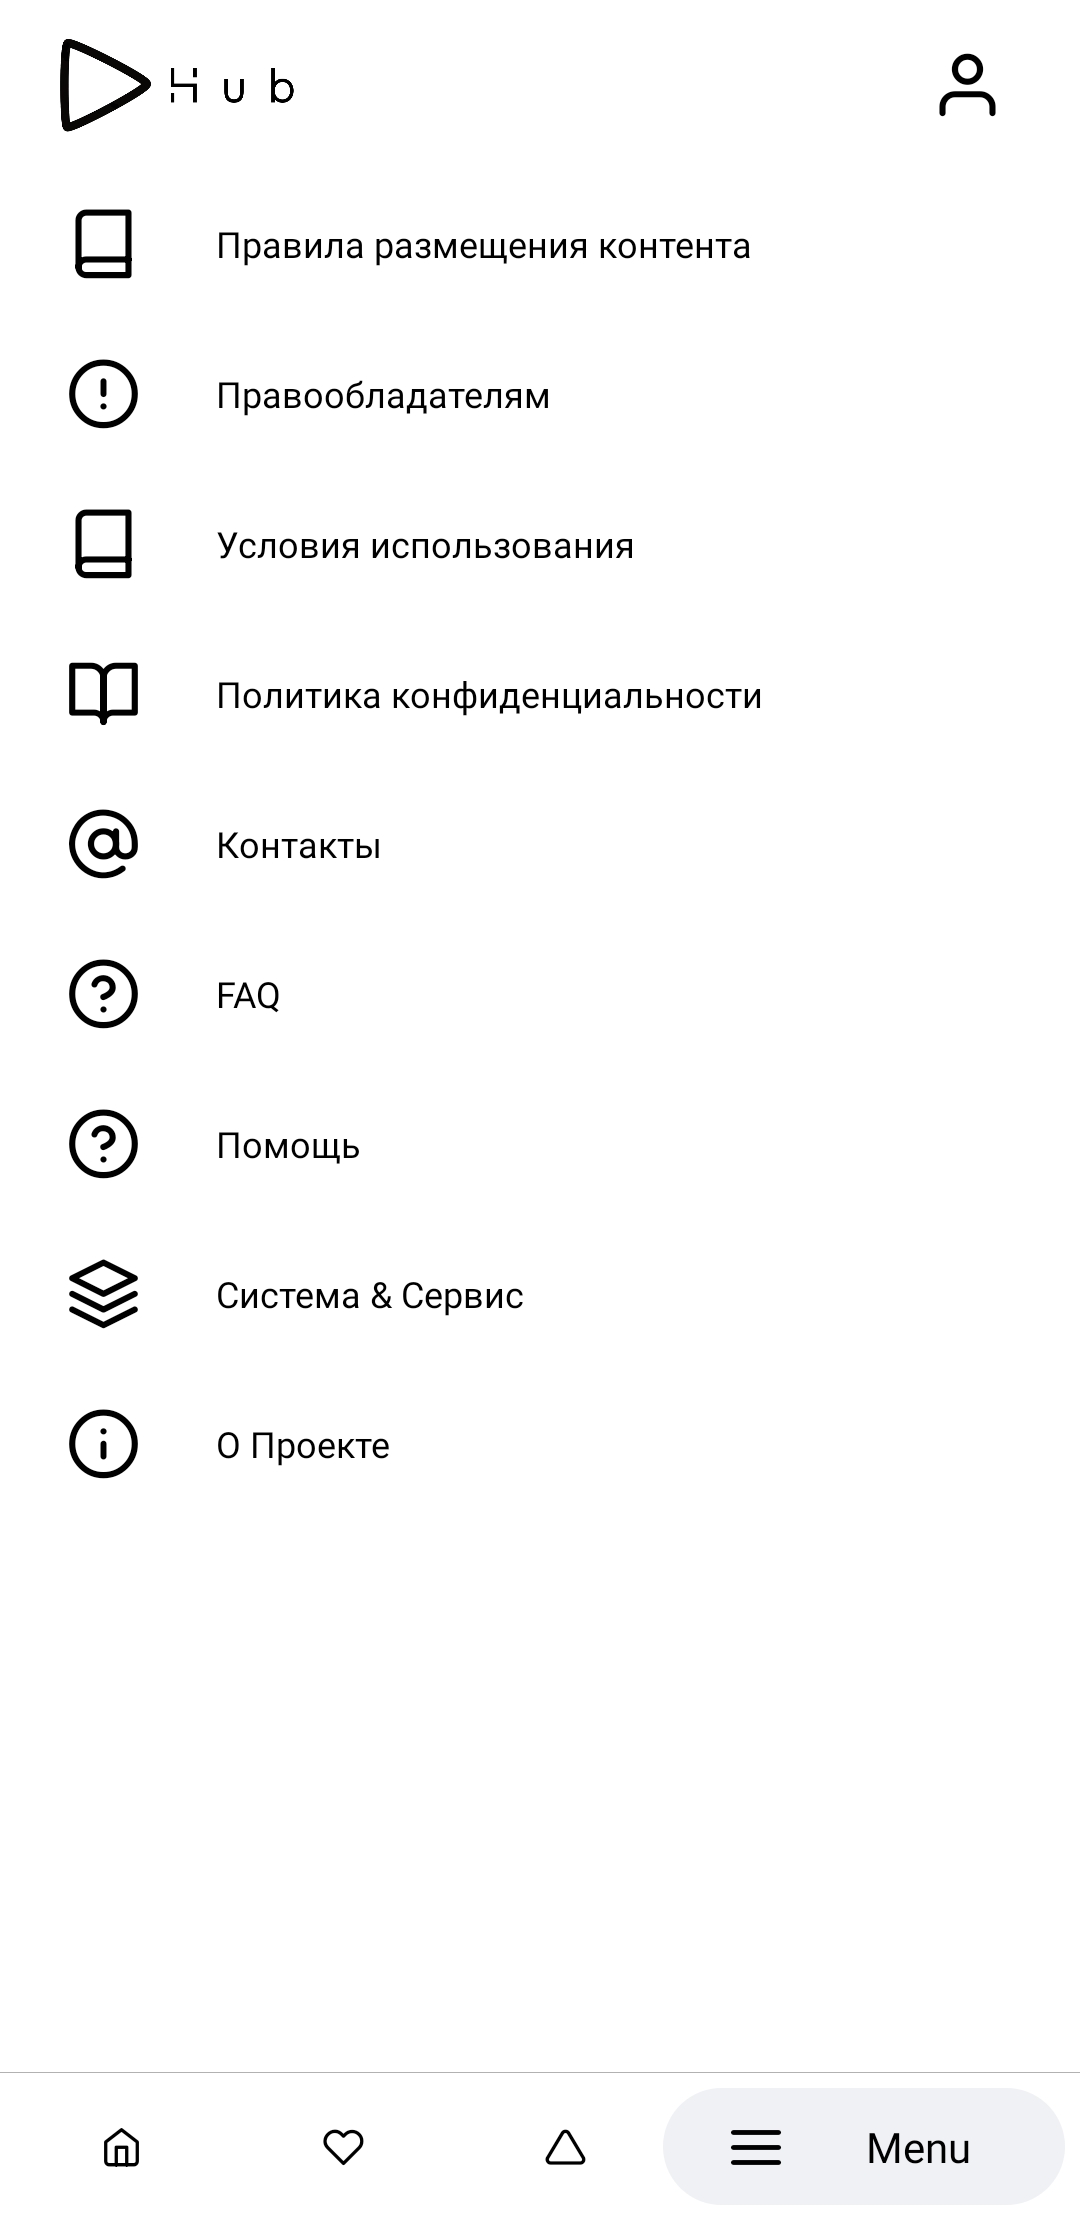 Hub
Правила размещения контента
Правообладателям
Условия использования
Политика конфиденциальности
Контакты
FAQ
Помощь
Система & Сервис
О Проекте
Menu